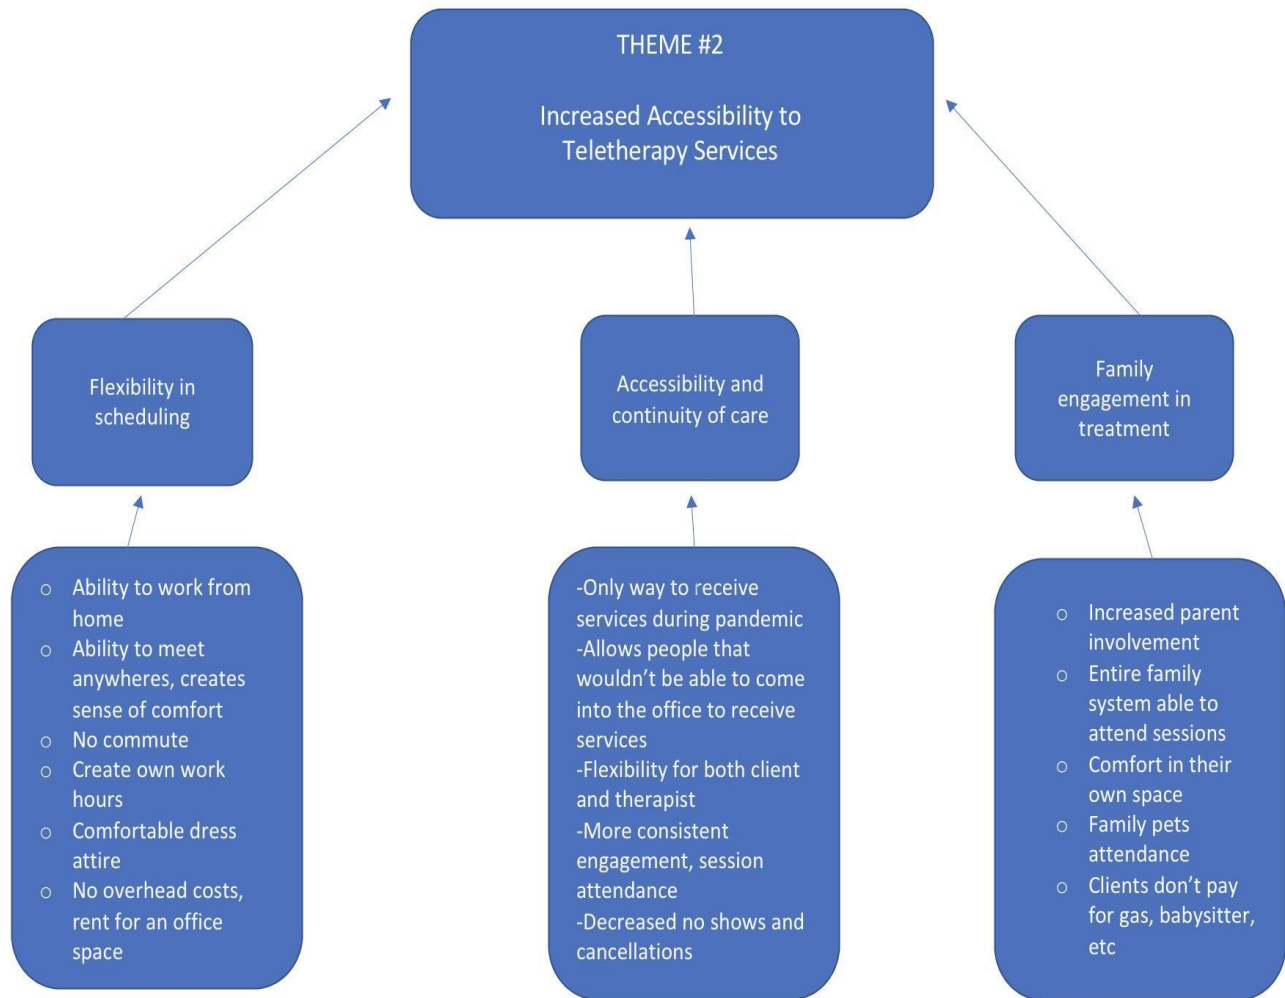 THEME #2
Increased Accessibility to
Teletherapy Services
Flexibility in
scheduling
Accessibility and
continuity of care
Family
engagement in
treatment
o Ability to work from
home
o Ability to meet
anywheres, creates
sense of comfort
o No commute
o Create own work
hours
o Comfortable dress
attire
o No overhead costs,
rent for an office
space
-Only way to receive
services during pandemic
-Allows people that
wouldn’t be able to come
into the office to receive
services
-Flexibility for both client
and therapist
-More consistent
engagement, session
attendance
-Decreased no shows and
cancellations
o Increased parent
involvement
o Entire family
system able to
attend sessions
o Comfort in their
own space
o Family pets
attendance
o Clients don’t pay
for gas, babysitter,
etc